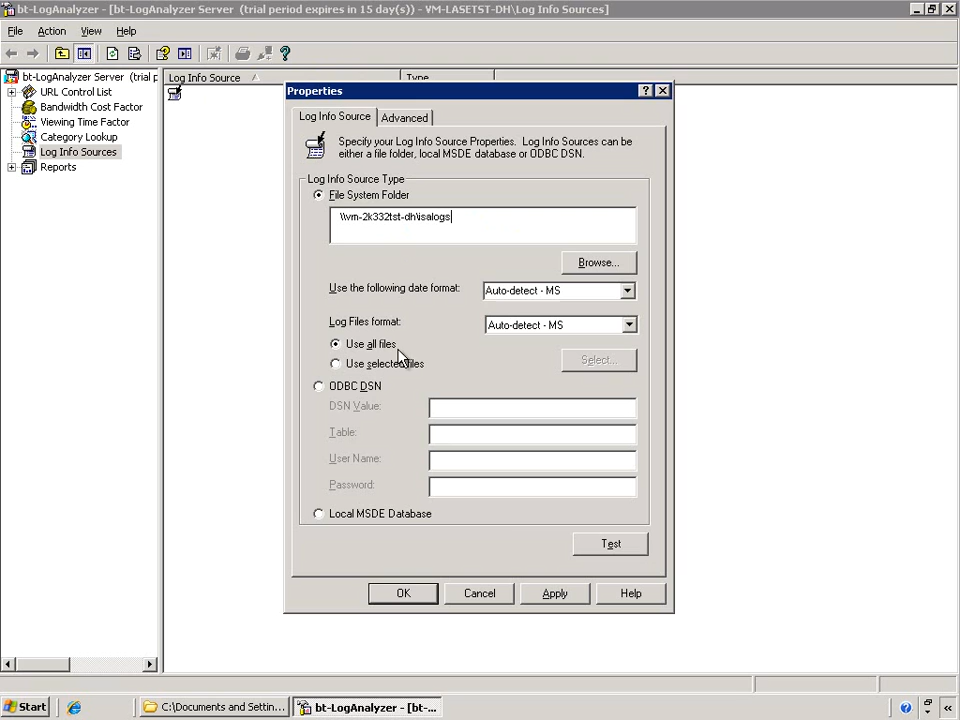 bt-LogAnalyzer - [bt-LogAnalyzer Server (trial period expires in 15 day(s)) - VM-LASETST-DH\Log Info Sources]
File Action View Help
bt-LogAnalyzer Server (trial p
URL Control List
Bandwidth Cost Factor
Viewing Time Factor
Category Lookup
Log Info Sources
Reports
Log Info Source Type
Properties
Log Info Source Advanced
Specify your Log Info Source Properties. Log Info Sources can be
either a file folder, local MSDE database or ODBC DSN.
Log Info Source Type
File System Folder
\\vm-2k332tst-dh\isalogs
Browse...
Use the following date format: Auto-detect - MS
Log Files format: Auto-detect - MS
Use all files
Use selected files Select...
ODBC DSN
DSN Value:
Table:
User Name:
Password:
Local MSDE Database
Test
OK Cancel Apply Help
Start C:\Documents and Settin... bt-LogAnalyzer - [bt-...